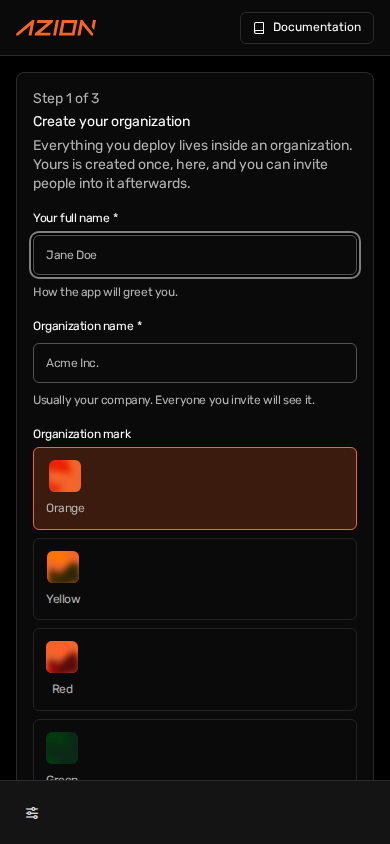 AZION
Documentation
Step 1 of 3
Create your organization
Everything you deploy lives inside an organization.
Yours is created once, here, and you can invite
people into it afterwards.
Your full name *
Jane Doe
How the app will greet you.
Organization name *
Acme Inc.
Usually your company. Everyone you invite will see it.
Organization mark
Orange
Yellow
Red
Green